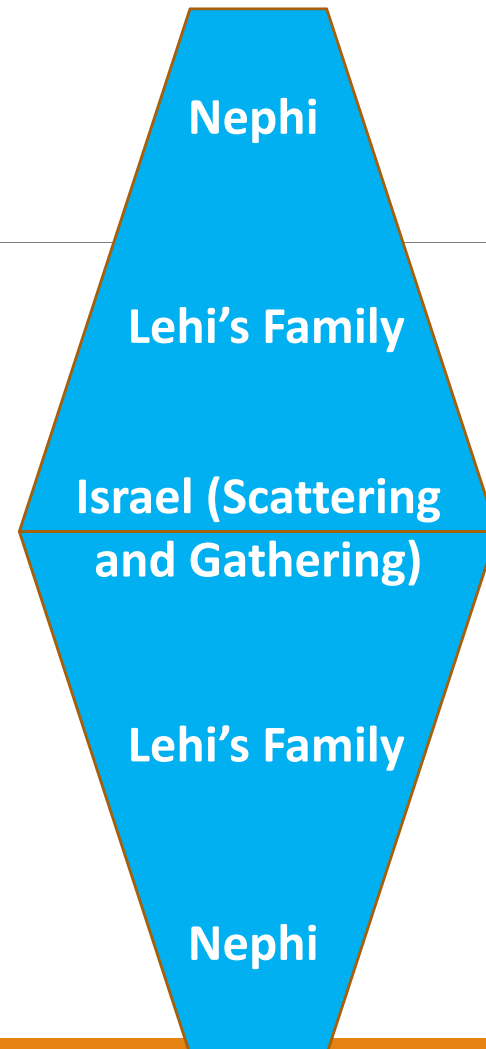 Nephi
Lehi’s Family
Israel (Scattering
and Gathering)
Lehi’s Family
Nephi